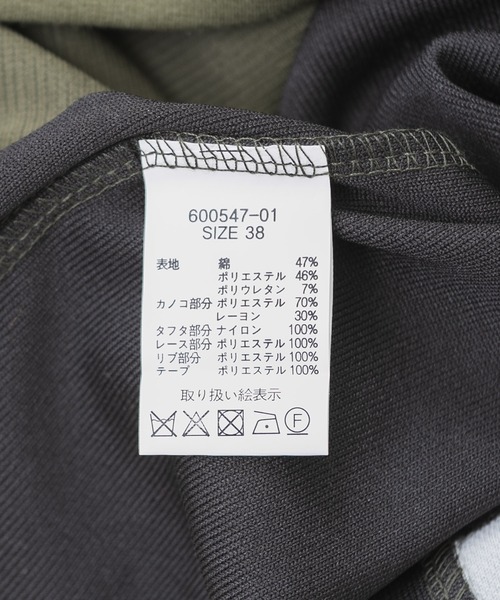 600547-01
SIZE 38
表地 綿 47%
ポリエステル 46%
ポリウレタン 7%
カノコ部分 ポリエステル 70%
レーヨン 30%
タフタ部分 ナイロン 100%
レース部分 ポリエステル 100%
リブ部分 ポリエステル 100%
テープ ポリエステル 100%
取り扱い絵表示
F